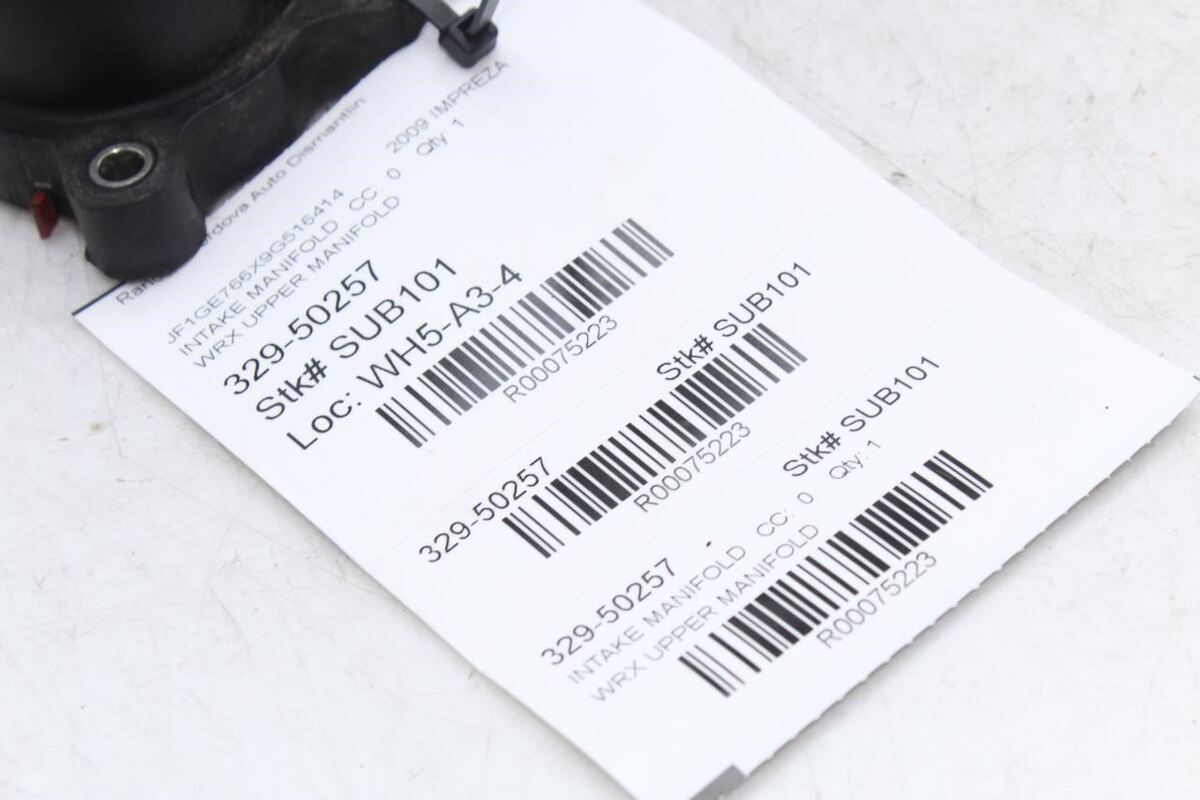 Auto Dismantlin
2009 IMPREZA
JF1GE766X9G516414
INTAKE MANIFOLD CC: 0 Qty: 1
WRX UPPER MANIFOLD
329-50257
Stk# SUB101
Loc: WH5-A3-4
R00075223
329-50257 Stk# SUB101
R00075223
329-50257 Stk# SUB101
INTAKE MANIFOLD CC: 0 Qty: 1
WRX UPPER MANIFOLD
R00075223